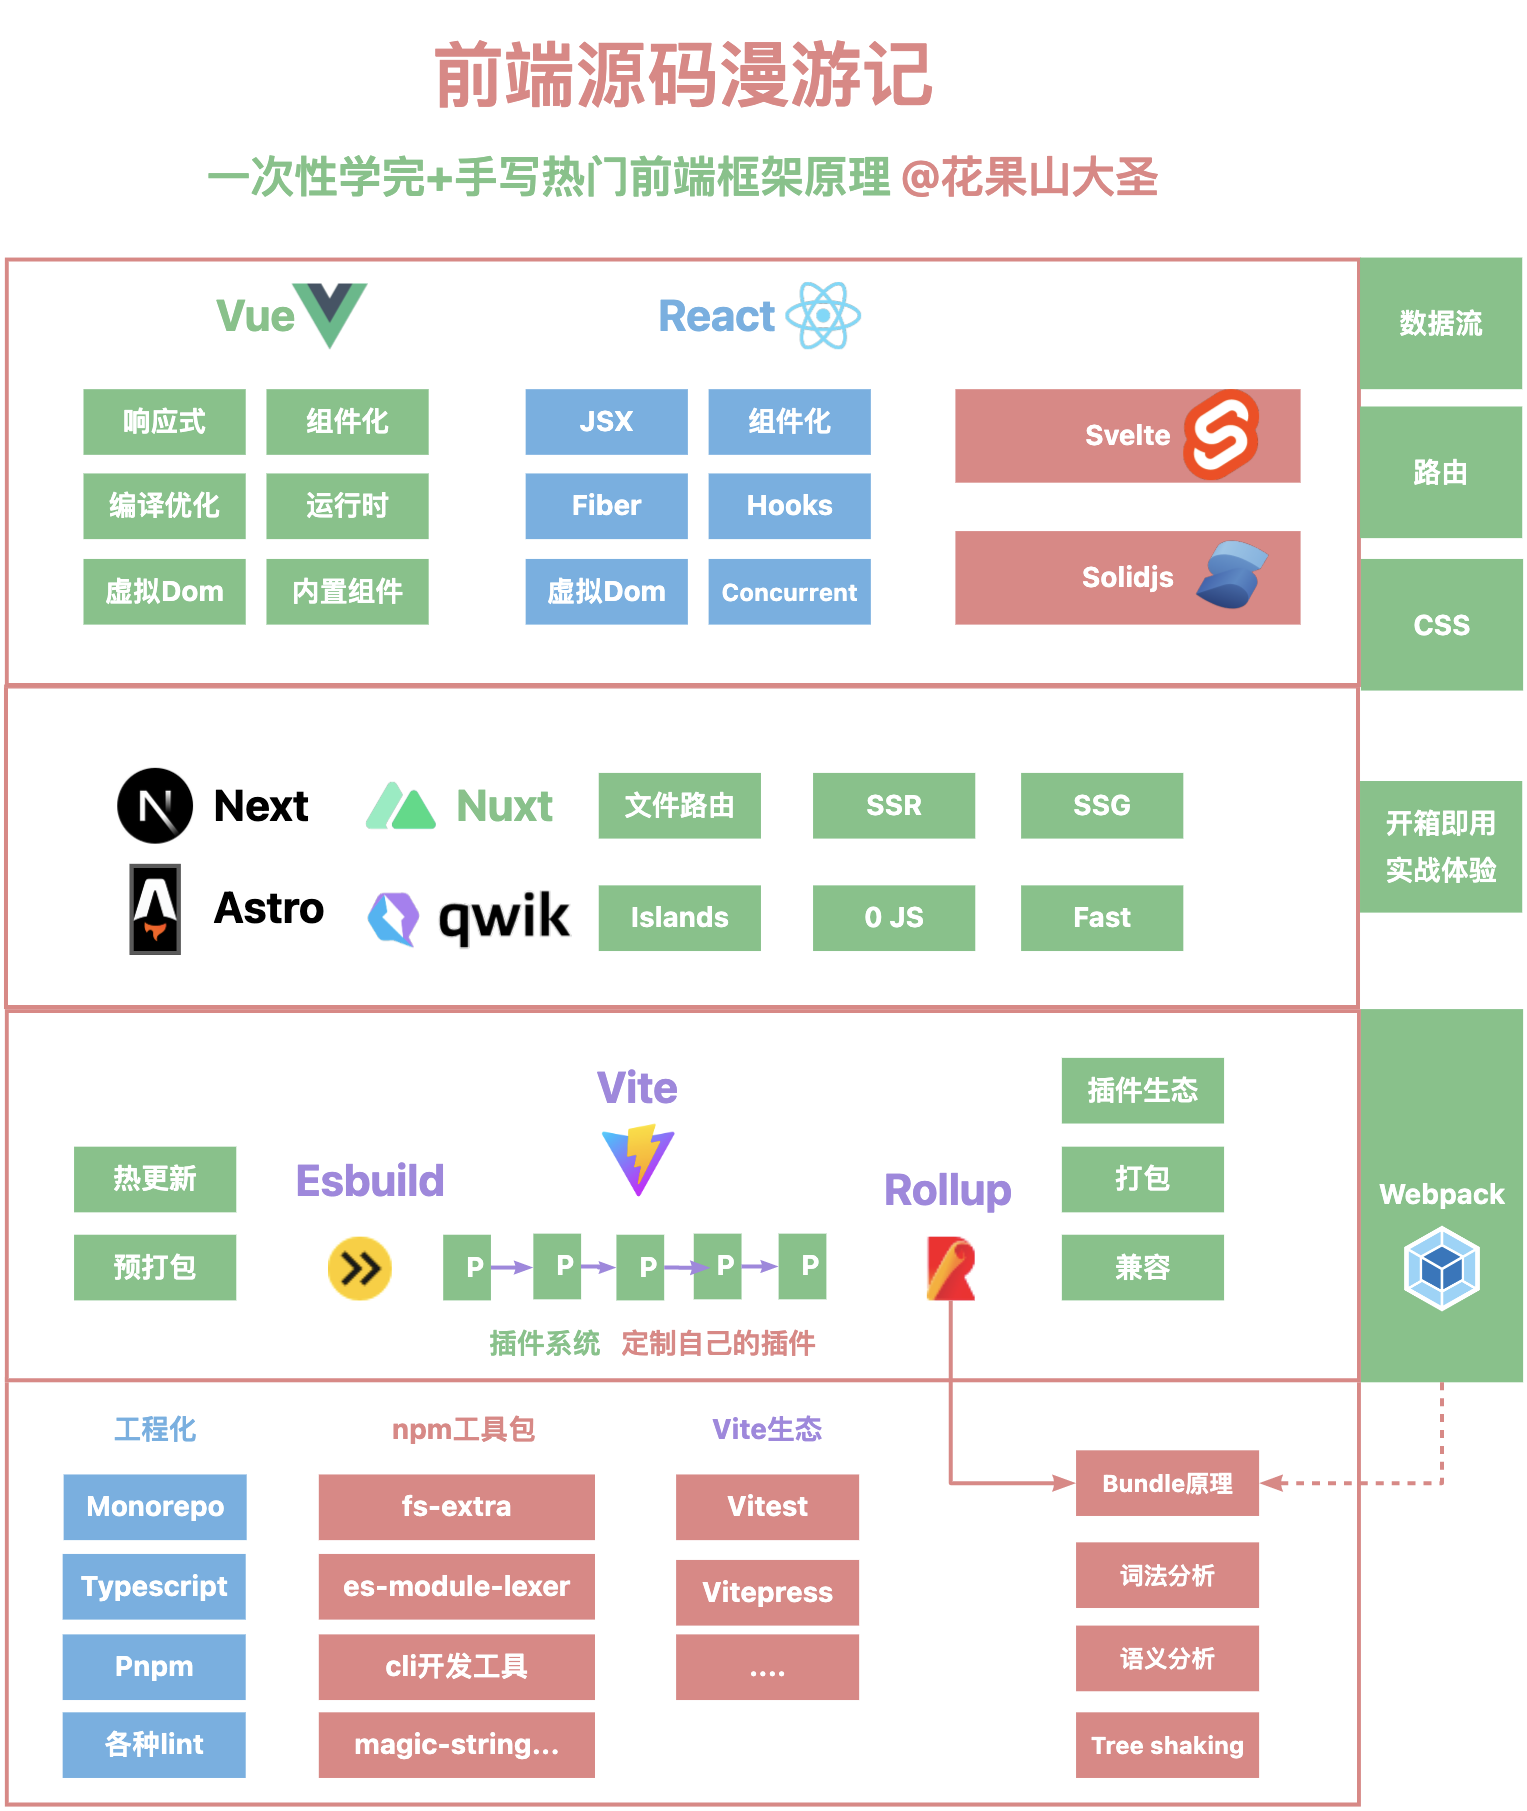 前端源码漫游记
一次性学完+手写热门前端框架原理 @花果山大圣
Vue
React
响应式
组件化
编译优化
运行时
虚拟Dom
内置组件
JSX
组件化
Fiber
Hooks
虚拟Dom
Concurrent
Svelte
Solidjs
数据流
路由
CSS
Next
Nuxt
Astro
qwik
文件路由
SSR
SSG
Islands
0 JS
Fast
开箱即用
实战体验
热更新
预打包
Esbuild
Vite
P
P
P
P
P
插件系统 定制自己的插件
Rollup
插件生态
打包
兼容
Webpack
工程化
Monorepo
Typescript
Pnpm
各种lint
npm工具包
fs-extra
es-module-lexer
cli开发工具
magic-string...
Vite生态
Vitest
Vitepress
....
Bundle原理
词法分析
语义分析
Tree shaking